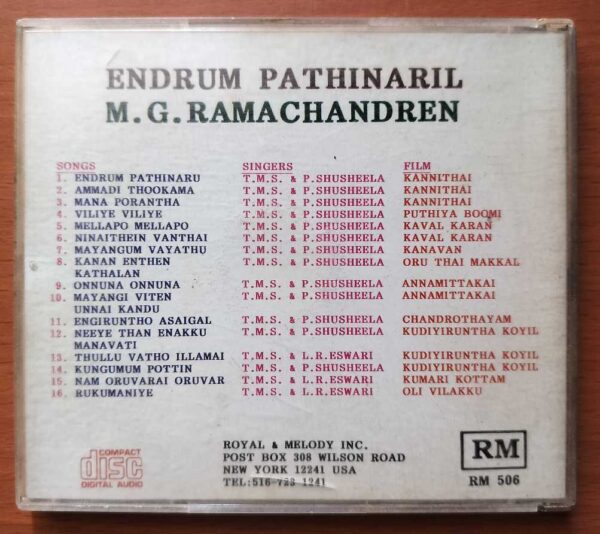 ENDRUM PATHINARIL
M.G.RAMACHANDREN
SONGS SINGERS FILM
1. ENDRUM PATHINARU T.M.S. & P.SHUSHEELA KANNITHAI
2. AMMADI THOOKAMA T.M.S. & P.SHUSHEELA KANNITHAI
3. MANA PORANTHA T.M.S. & P.SHUSHEELA KANNITHAI
4. VILIYE VILIYE T.M.S. & P.SHUSHEELA PUTHIYA BOOMI
5. MELLAPO MELLAPO T.M.S. & P.SHUSHEELA KAVAL KARAN
6. NINAITHEIN VANTHAI T.M.S. & P.SHUSHEELA KAVAL KARAN
7. MAYANGUM VAYATHU T.M.S. & P.SHUSHEELA KANAVAN
8. KANAN ENTHEN T.M.S. & P.SHUSHEELA ORU THAI MAKKAL
KATHALAN
9. ONNUNA ONNUNA T.M.S. & P.SHUSHEELA ANNAMITTAKAI
10. MAYANGI VITEN T.M.S. & P.SHUSHEELA ANNAMITTAKAI
UNNAI KANDU
11. ENGIRUNTHO ASAIGAL T.M.S. & P.SHUSHEELA CHANDROTHAYAM
12. NEEYE THAN ENAKKU T.M.S. & P.SHUSHEELA KUDIYIRUNTHA KOYIL
MANAVATI
13. THULLU VATHO ILLAMAI T.M.S. & L.R.ESWARI KUDIYIRUNTHA KOYIL
14. KUNGUMUM POTTIN T.M.S. & P.SHUSHEELA KUDIYIRUNTHA KOYIL
15. NAM ORUVARAI ORUVAR T.M.S. & L.R.ESWARI KUMARI KOTTAM
16. RUKUMANIYE T.M.S. & L.R.ESWARI OLI VILAKKU
COMPACT
disc
DIGITAL AUDIO
ROYAL & MELODY INC.
POST BOX 308 WILSON ROAD
NEW YORK 12241 USA
TEL:516-723-1241
RM
RM 506